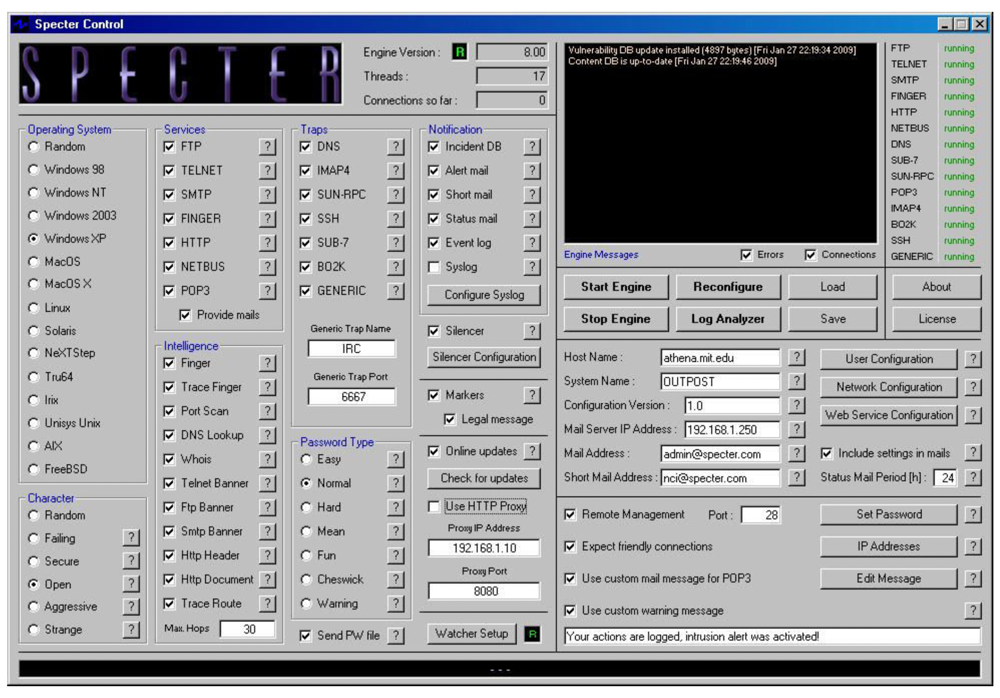 Specter Control
SPECTER
Engine Version : R 8.00
Threads : 17
Connections so far : 0
Operating System
Random
Windows 98
Windows NT
Windows 2003
Windows XP
MacOS
MacOS X
Linux
Solaris
NeXTStep
Tru64
Irix
Unisys Unix
AIX
FreeBSD
Character
Random
Failing ?
Secure ?
Open ?
Aggressive ?
Strange ?
Services
FTP ?
TELNET ?
SMTP ?
FINGER ?
HTTP ?
NETBUS ?
POP3 ?
Provide mails
Intelligence
Finger ?
Trace Finger ?
Port Scan ?
DNS Lookup ?
Whois ?
Telnet Banner ?
Ftp Banner ?
Smtp Banner ?
Http Header ?
Http Document ?
Trace Route ?
Max. Hops 30
Traps
DNS ?
IMAP4 ?
SUN-RPC ?
SSH ?
SUB-7 ?
BO2K ?
GENERIC ?
Generic Trap Name
IRC
Generic Trap Port
6667
Password Type
Easy ?
Normal ?
Hard ?
Mean ?
Fun ?
Cheswick ?
Warning ?
Send PW file ?
Notification
Incident DB ?
Alert mail ?
Short mail ?
Status mail ?
Event log ?
Syslog ?
Configure Syslog
Silencer ?
Silencer Configuration
Markers ?
Legal message
Online updates ?
Check for updates
Use HTTP Proxy
Proxy IP Address
192.168.1.10
Proxy Port
8080
Watcher Setup R
Vulnerability DB update installed (4897 bytes) [Fri Jan 27 22:19:34 2009]
Content DB is up-to-date [Fri Jan 27 22:19:46 2009]
Engine Messages Errors Connections
FTP running
TELNET running
SMTP running
FINGER running
HTTP running
NETBUS running
DNS running
SUB-7 running
SUN-RPC running
POP3 running
IMAP4 running
BO2K running
SSH running
GENERIC running
Start Engine Reconfigure Load About
Stop Engine Log Analyzer Save License
Host Name : athena.mit.edu ? User Configuration ?
System Name : OUTPOST ? Network Configuration ?
Configuration Version : 1.0 ? Web Service Configuration ?
Mail Server IP Address : 192.168.1.250 ?
Mail Address : admin@specter.com ? Include settings in mails ?
Short Mail Address : nci@specter.com ? Status Mail Period [h] : 24 ?
Remote Management Port : 28 Set Password ?
Expect friendly connections IP Addresses ?
Use custom mail message for POP3 Edit Message ?
Use custom warning message ?
Your actions are logged, intrusion alert was activated!
- - -